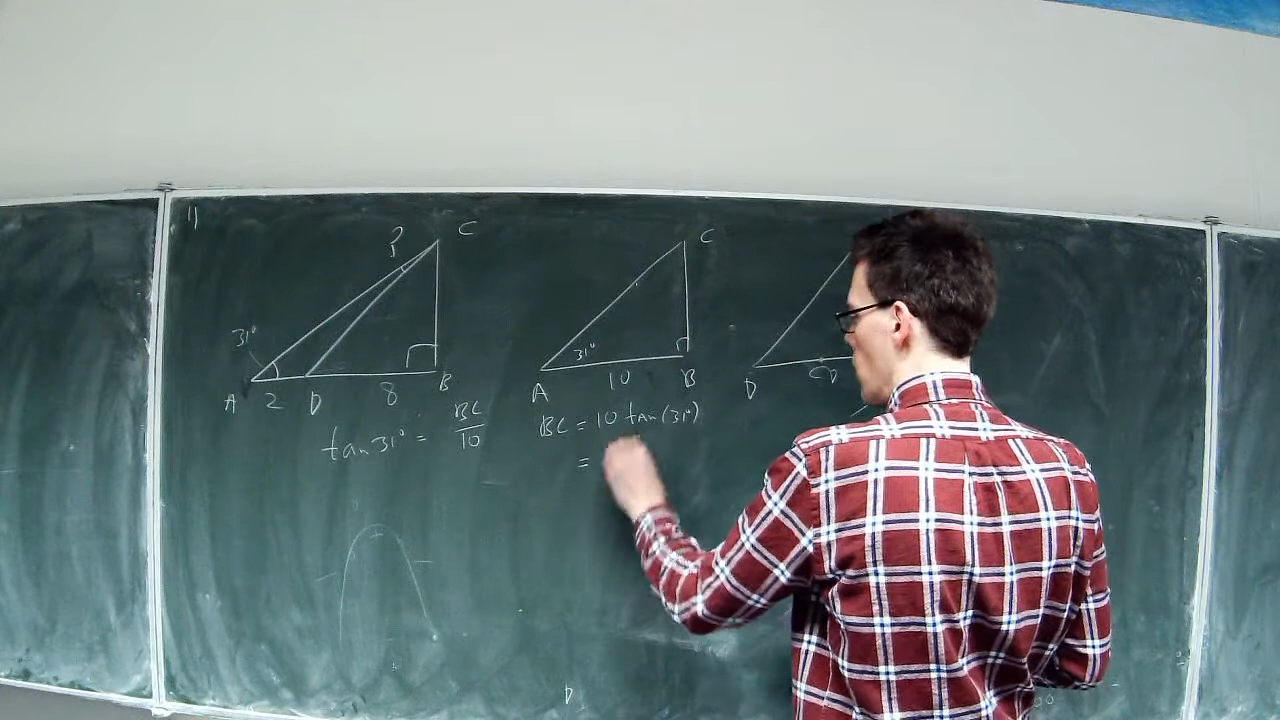 1)
?
C
31°
A 2 D 8 B
tan 31° = BC/10
C
31°
A 10 B
BC = 10 tan(31°)
=
D
D